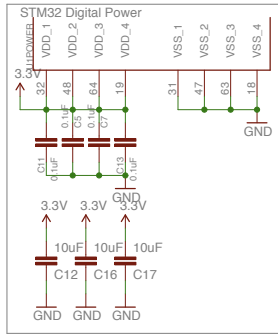 STM32 Digital Power
U1POWER
VDD_1
VDD_2
VDD_3
VDD_4
VSS_1
VSS_2
VSS_3
VSS_4
3.3V
32
48
64
19
31
47
63
18
GND
C11
0.1uF
C5
0.1uF
C7
0.1uF
C13
0.1uF
GND
3.3V
3.3V
3.3V
10uF
10uF
10uF
C12
C16
C17
GND
GND
GND